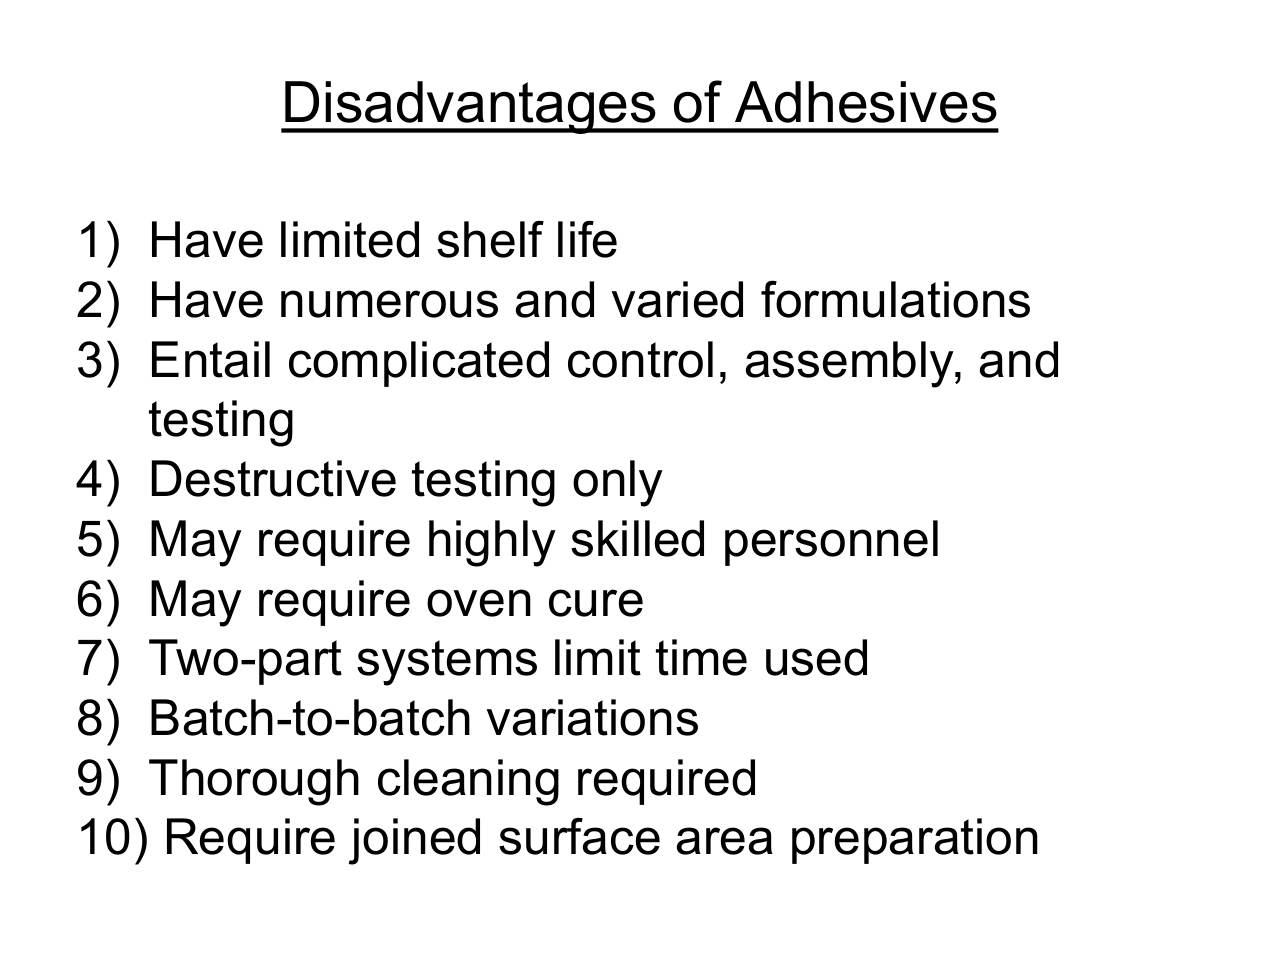 Disadvantages of Adhesives
1) Have limited shelf life
2) Have numerous and varied formulations
3) Entail complicated control, assembly, and
testing
4) Destructive testing only
5) May require highly skilled personnel
6) May require oven cure
7) Two-part systems limit time used
8) Batch-to-batch variations
9) Thorough cleaning required
10) Require joined surface area preparation